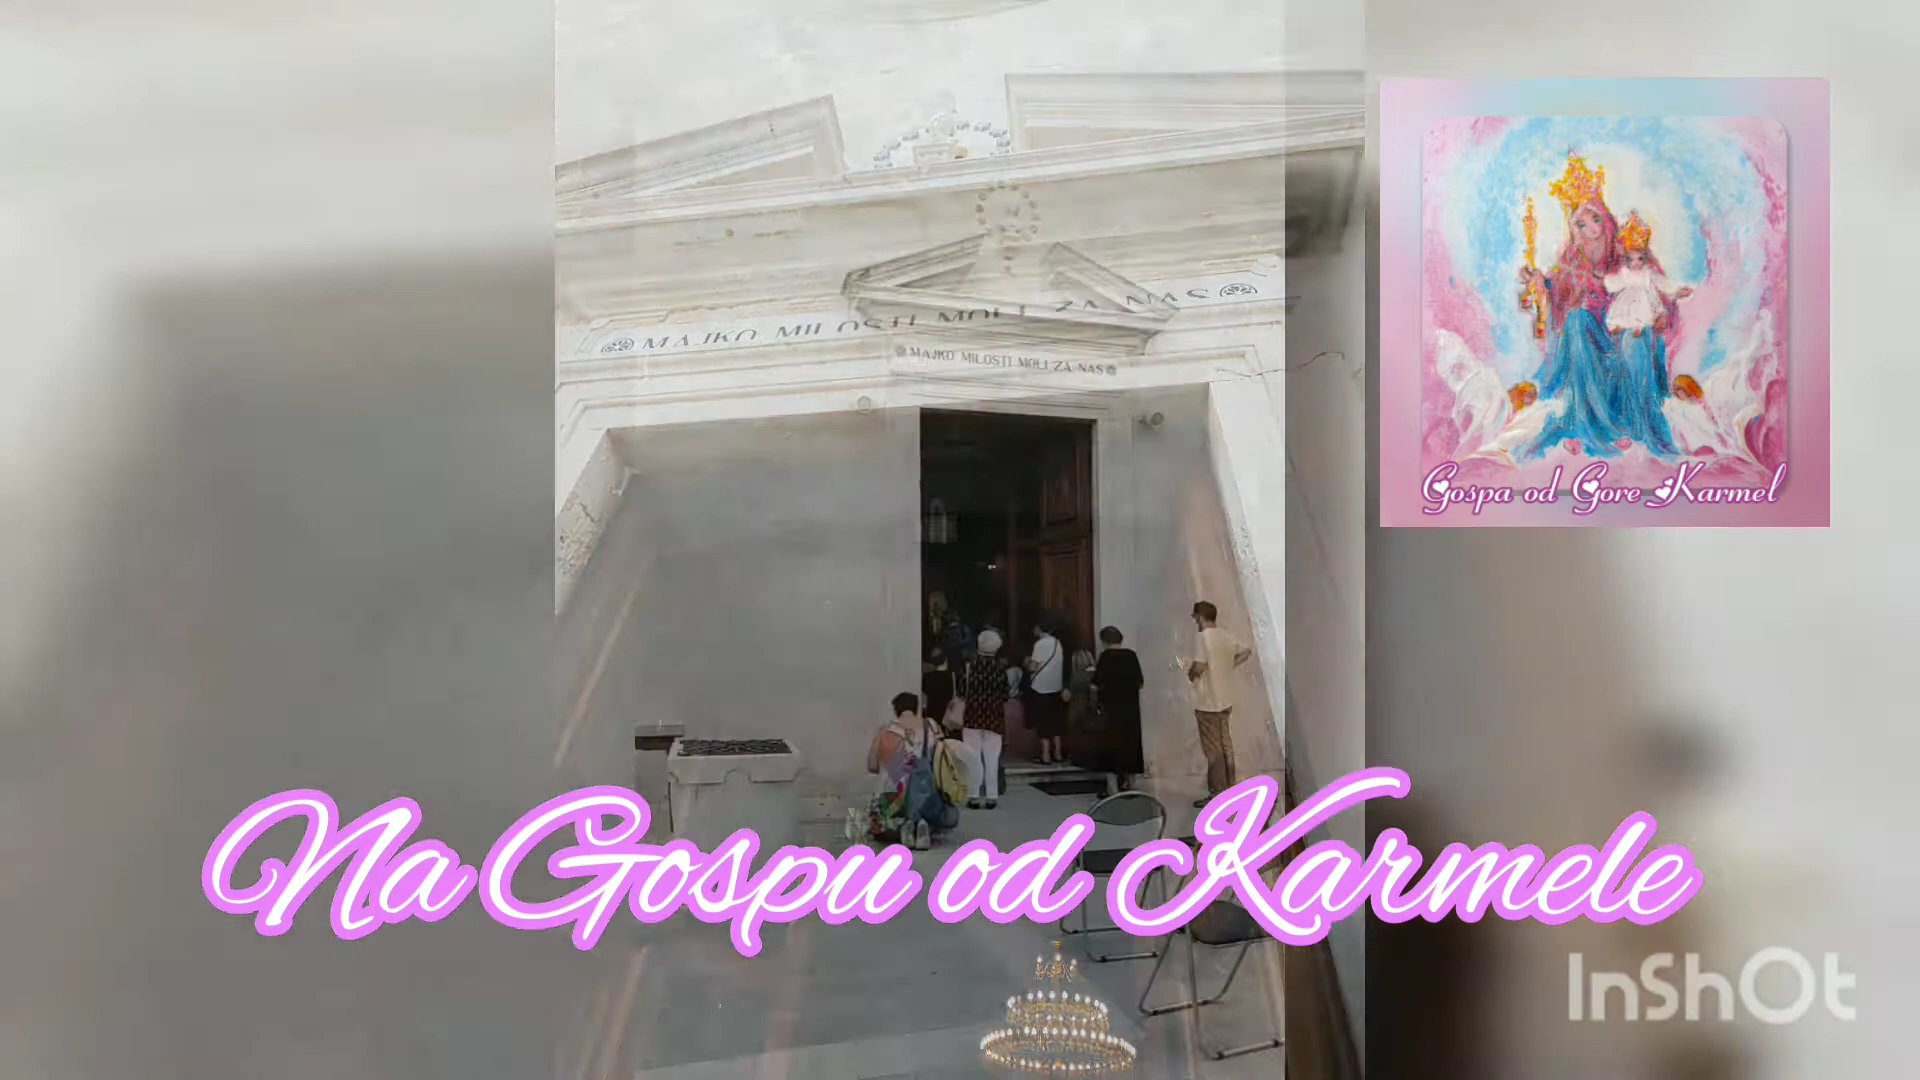 MAJKO MILOSTI MOLI ZA NAS
MAJKO MILOSTI MOLI ZA NAS
Gospa od Gore Karmel
Na Gospu od Karmele
InShOt